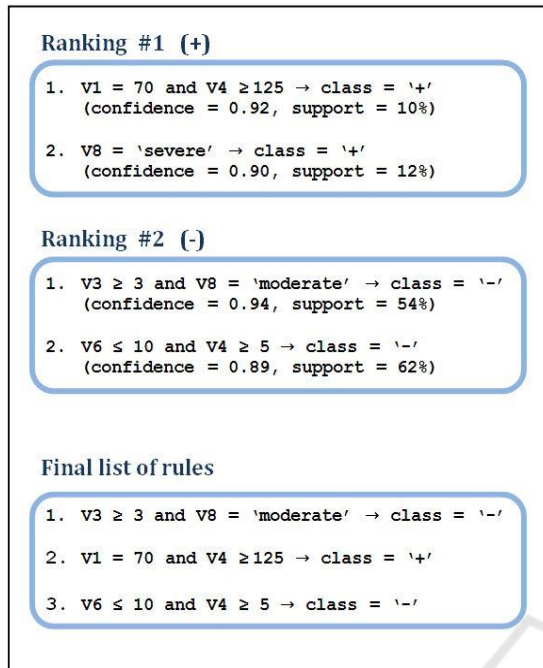 Ranking #1 (+)
1. V1 = 70 and V4 ≥125 → class = ‘+’
(confidence = 0.92, support = 10%)
2. V8 = ‘severe’ → class = ‘+’
(confidence = 0.90, support = 12%)
Ranking #2 (-)
1. V3 ≥ 3 and V8 = ‘moderate’ → class = ‘-’
(confidence = 0.94, support = 54%)
2. V6 ≤ 10 and V4 ≥ 5 → class = ‘-’
(confidence = 0.89, support = 62%)
Final list of rules
1. V3 ≥ 3 and V8 = ‘moderate’ → class = ‘-’
2. V1 = 70 and V4 ≥125 → class = ‘+’
3. V6 ≤ 10 and V4 ≥ 5 → class = ‘-’